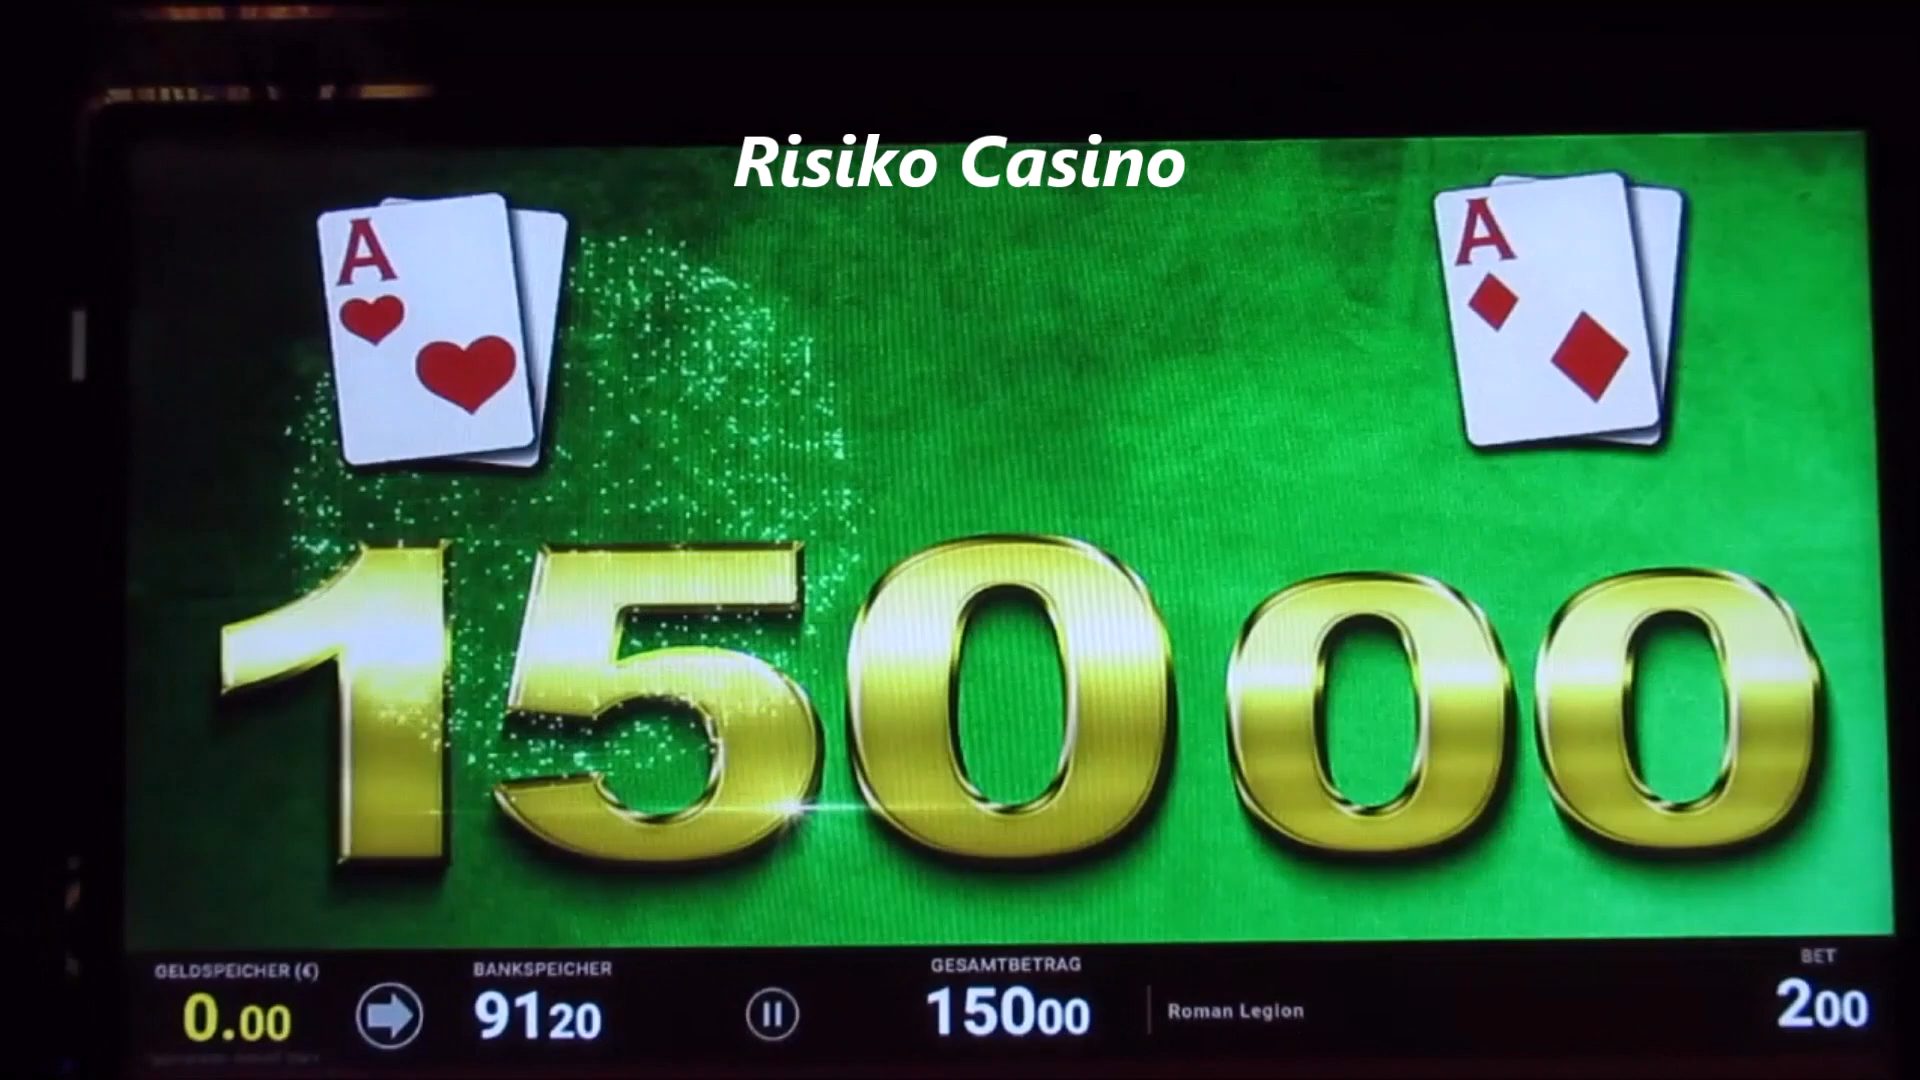 Risiko Casino
A
A
15000
GELDSPEICHER (€)
0.00
BANKSPEICHER
9120
GESAMTBETRAG
15000
Roman Legion
BET
200